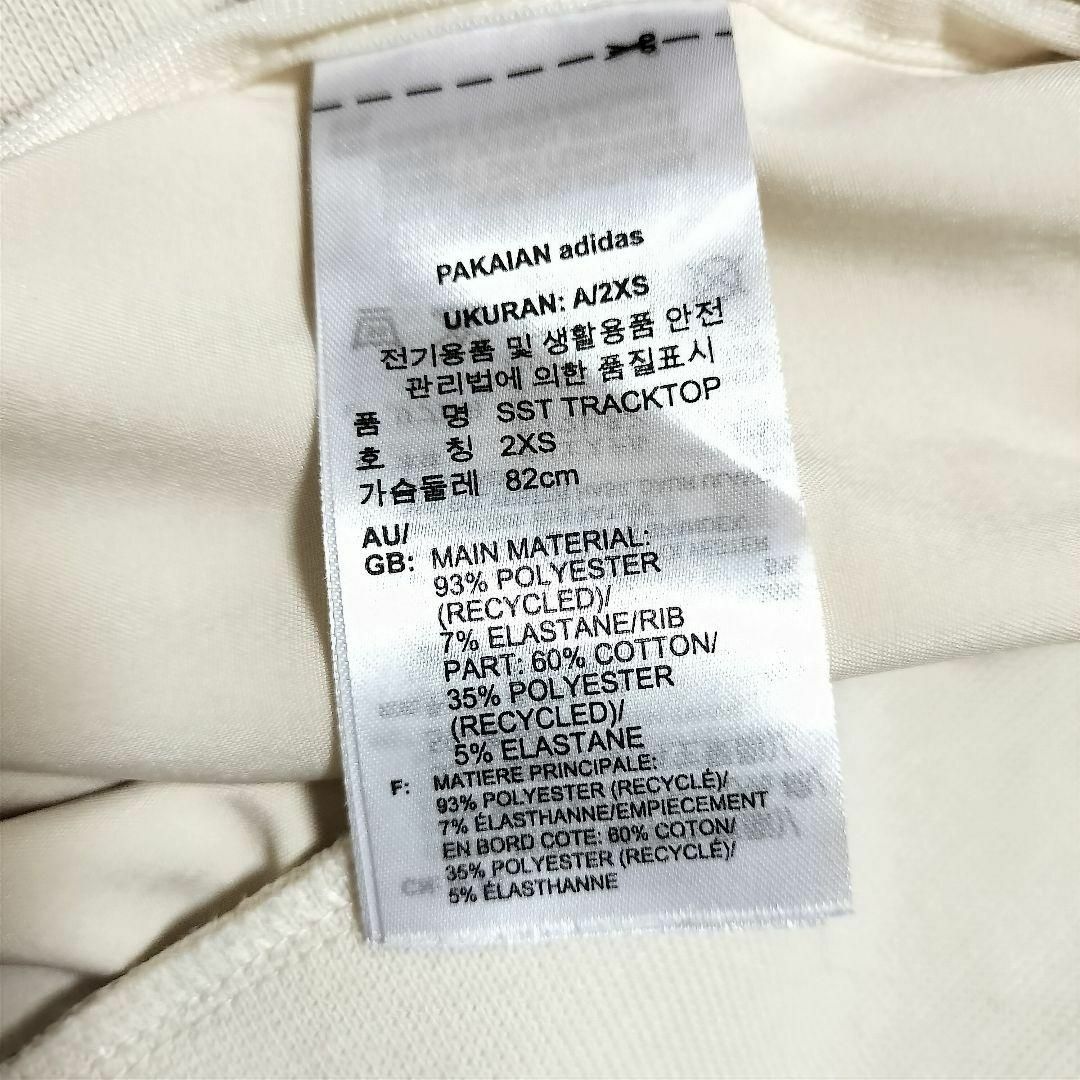 PAKAIAN adidas
UKURAN: A/2XS
전기용품 및 생활용품 안전
관리법에 의한 품질표시
품 명 SST TRACKTOP
호 칭 2XS
가슴둘레 82cm
AU/
GB: MAIN MATERIAL:
93% POLYESTER
(RECYCLED)/
7% ELASTANE/RIB
PART: 60% COTTON/
35% POLYESTER
(RECYCLED)/
5% ELASTANE
F: MATIERE PRINCIPALE:
93% POLYESTER (RECYCLÉ)/
7% ÉLASTHANNE/EMPIECEMENT
EN BORD COTE: 60% COTON/
35% POLYESTER (RECYCLÉ)/
5% ÉLASTHANNE